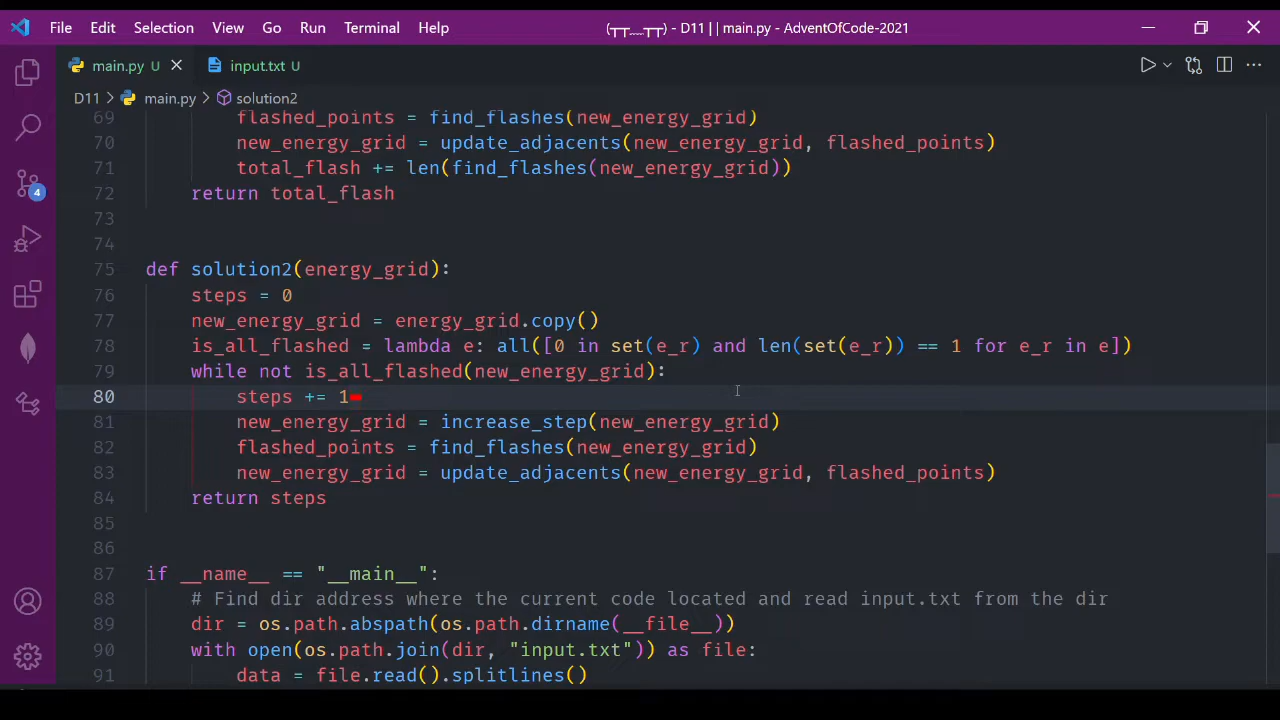 File Edit Selection View Go Run Terminal Help (┬┬﹏┬┬) - D11 || main.py - AdventOfCode-2021
main.py U input.txt U
D11 > main.py > solution2
69 flashed_points = find_flashes(new_energy_grid)
70 new_energy_grid = update_adjacents(new_energy_grid, flashed_points)
71 total_flash += len(find_flashes(new_energy_grid))
72 return total_flash
73
74
75 def solution2(energy_grid):
76 steps = 0
77 new_energy_grid = energy_grid.copy()
78 is_all_flashed = lambda e: all([0 in set(e_r) and len(set(e_r)) == 1 for e_r in e])
79 while not is_all_flashed(new_energy_grid):
80 steps += 1
81 new_energy_grid = increase_step(new_energy_grid)
82 flashed_points = find_flashes(new_energy_grid)
83 new_energy_grid = update_adjacents(new_energy_grid, flashed_points)
84 return steps
85
86
87 if __name__ == "__main__":
88 # Find dir address where the current code located and read input.txt from the dir
89 dir = os.path.abspath(os.path.dirname(__file__))
90 with open(os.path.join(dir, "input.txt")) as file:
91 data = file.read().splitlines()
4